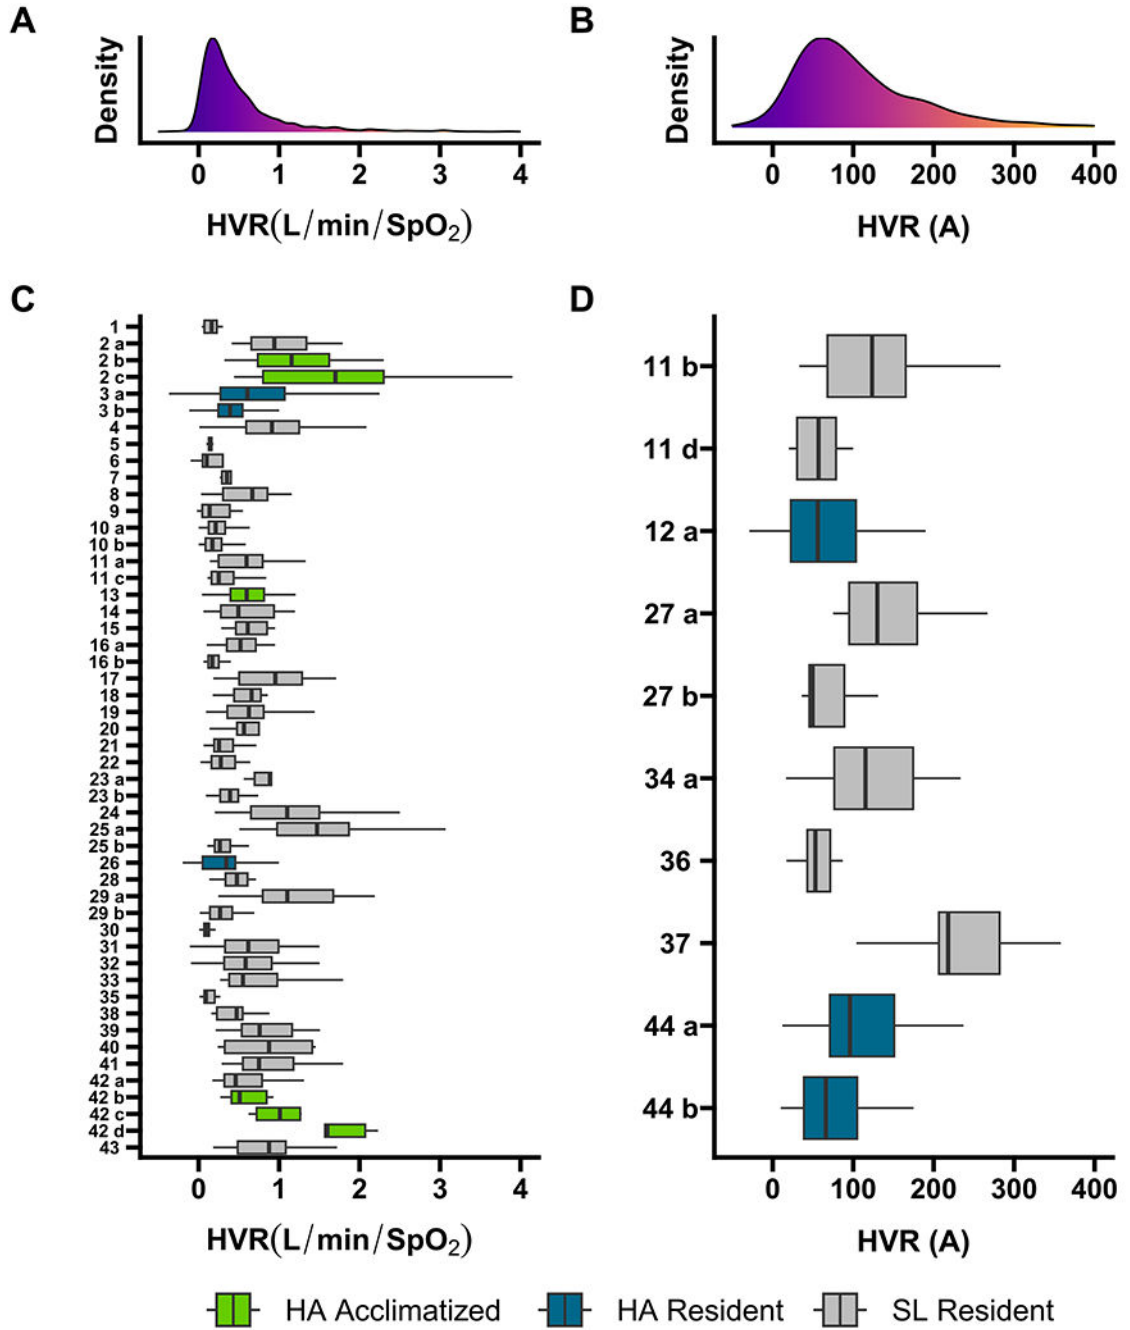 A
Density
0 1 2 3 4
HVR(L/min/SpO₂)
B
Density
0 100 200 300 400
HVR (A)
C
1
2 a
2 b
2 c
3 a
3 b
4
5
6
7
8
9
10 a
10 b
11 a
11 c
13
14
15
16 a
16 b
17
18
19
20
21
22
23 a
23 b
24
25 a
25 b
26
28
29 a
29 b
30
31
32
33
35
38
39
40
41
42 a
42 b
42 c
42 d
43
0 1 2 3 4
HVR(L/min/SpO₂)
D
11 b
11 d
12 a
27 a
27 b
34 a
36
37
44 a
44 b
0 100 200 300 400
HVR (A)
HA Acclimatized HA Resident SL Resident